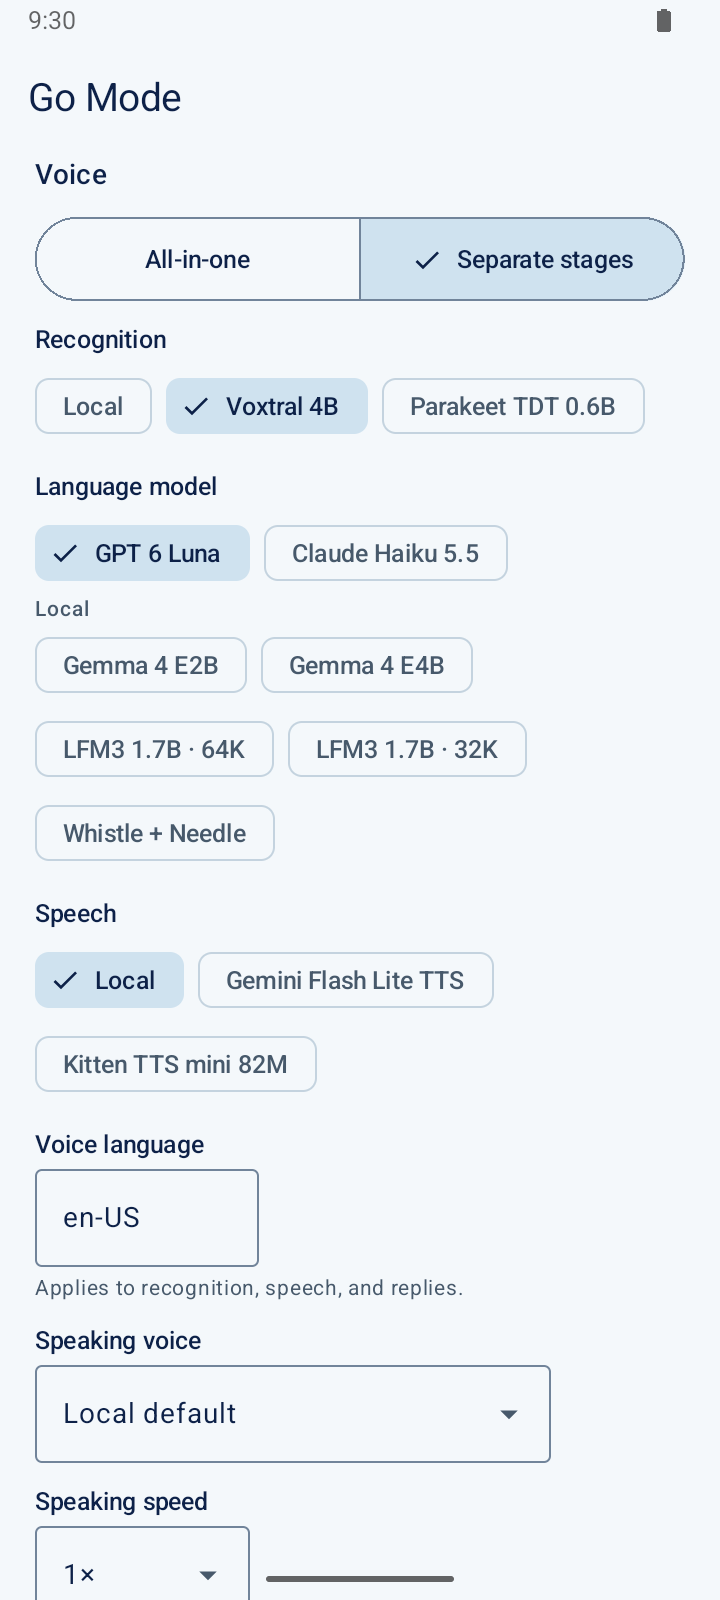 9:30
Go Mode
Voice
All-in-one
Separate stages
Recognition
Local
Voxtral 4B
Parakeet TDT 0.6B
Language model
GPT 6 Luna
Claude Haiku 5.5
Local
Gemma 4 E2B
Gemma 4 E4B
LFM3 1.7B · 64K
LFM3 1.7B · 32K
Whistle + Needle
Speech
Local
Gemini Flash Lite TTS
Kitten TTS mini 82M
Voice language
en-US
Applies to recognition, speech, and replies.
Speaking voice
Local default
Speaking speed
1×